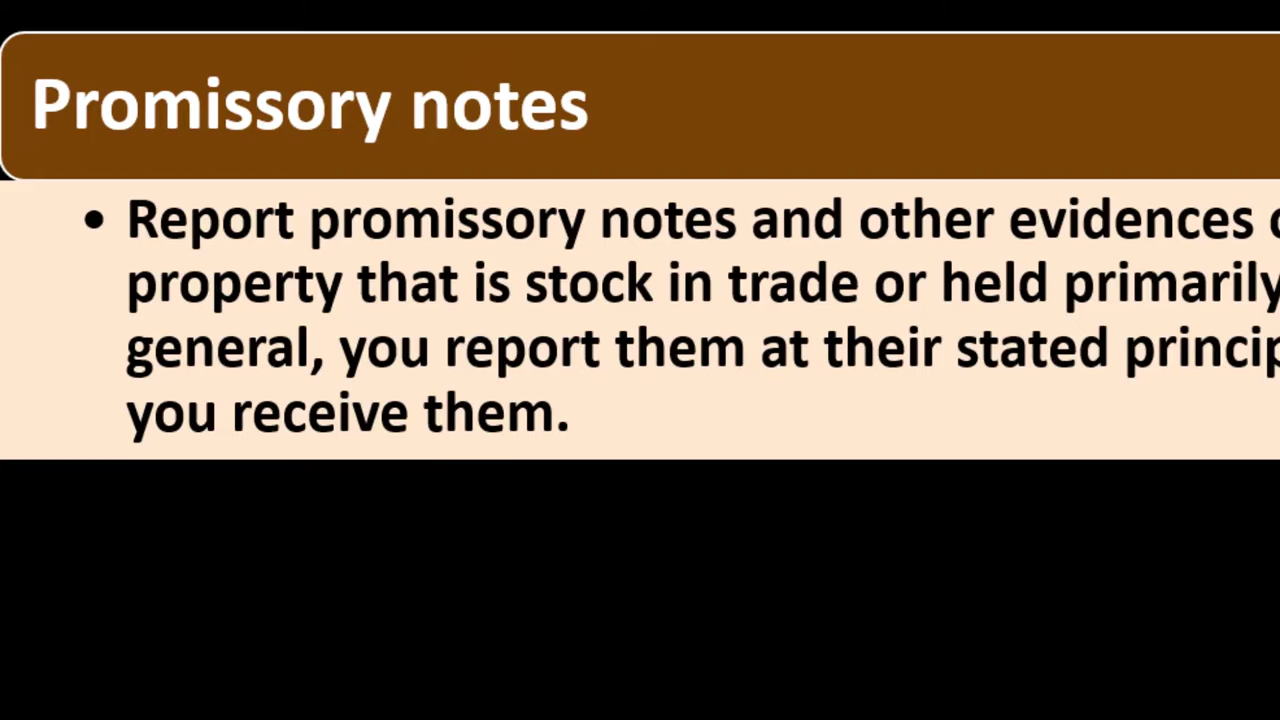 Promissory notes
• Report promissory notes and other evidences
property that is stock in trade or held primarily
general, you report them at their stated
you receive them.